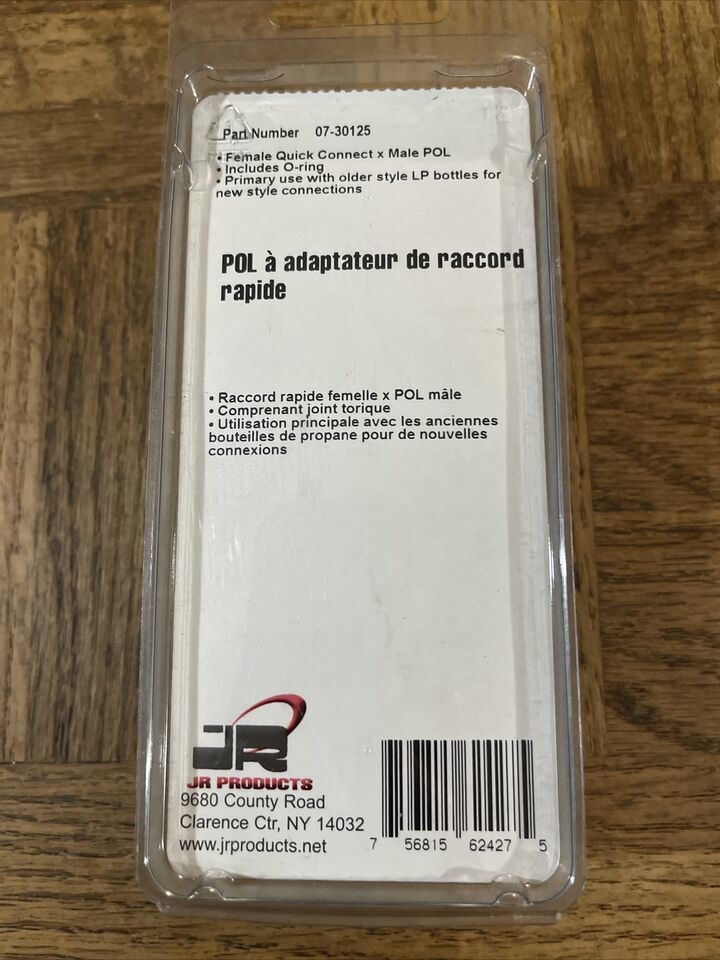 Part Number 07-30125
• Female Quick Connect x Male POL
• Includes O-ring
• Primary use with older style LP bottles for
new style connections
POL à adaptateur de raccord
rapide
• Raccord rapide femelle x POL mâle
• Comprenant joint torique
• Utilisation principale avec les anciennes
bouteilles de propane pour de nouvelles
connexions
JR
JR PRODUCTS
9680 County Road
Clarence Ctr, NY 14032
www.jrproducts.net
7 56815 62427 5